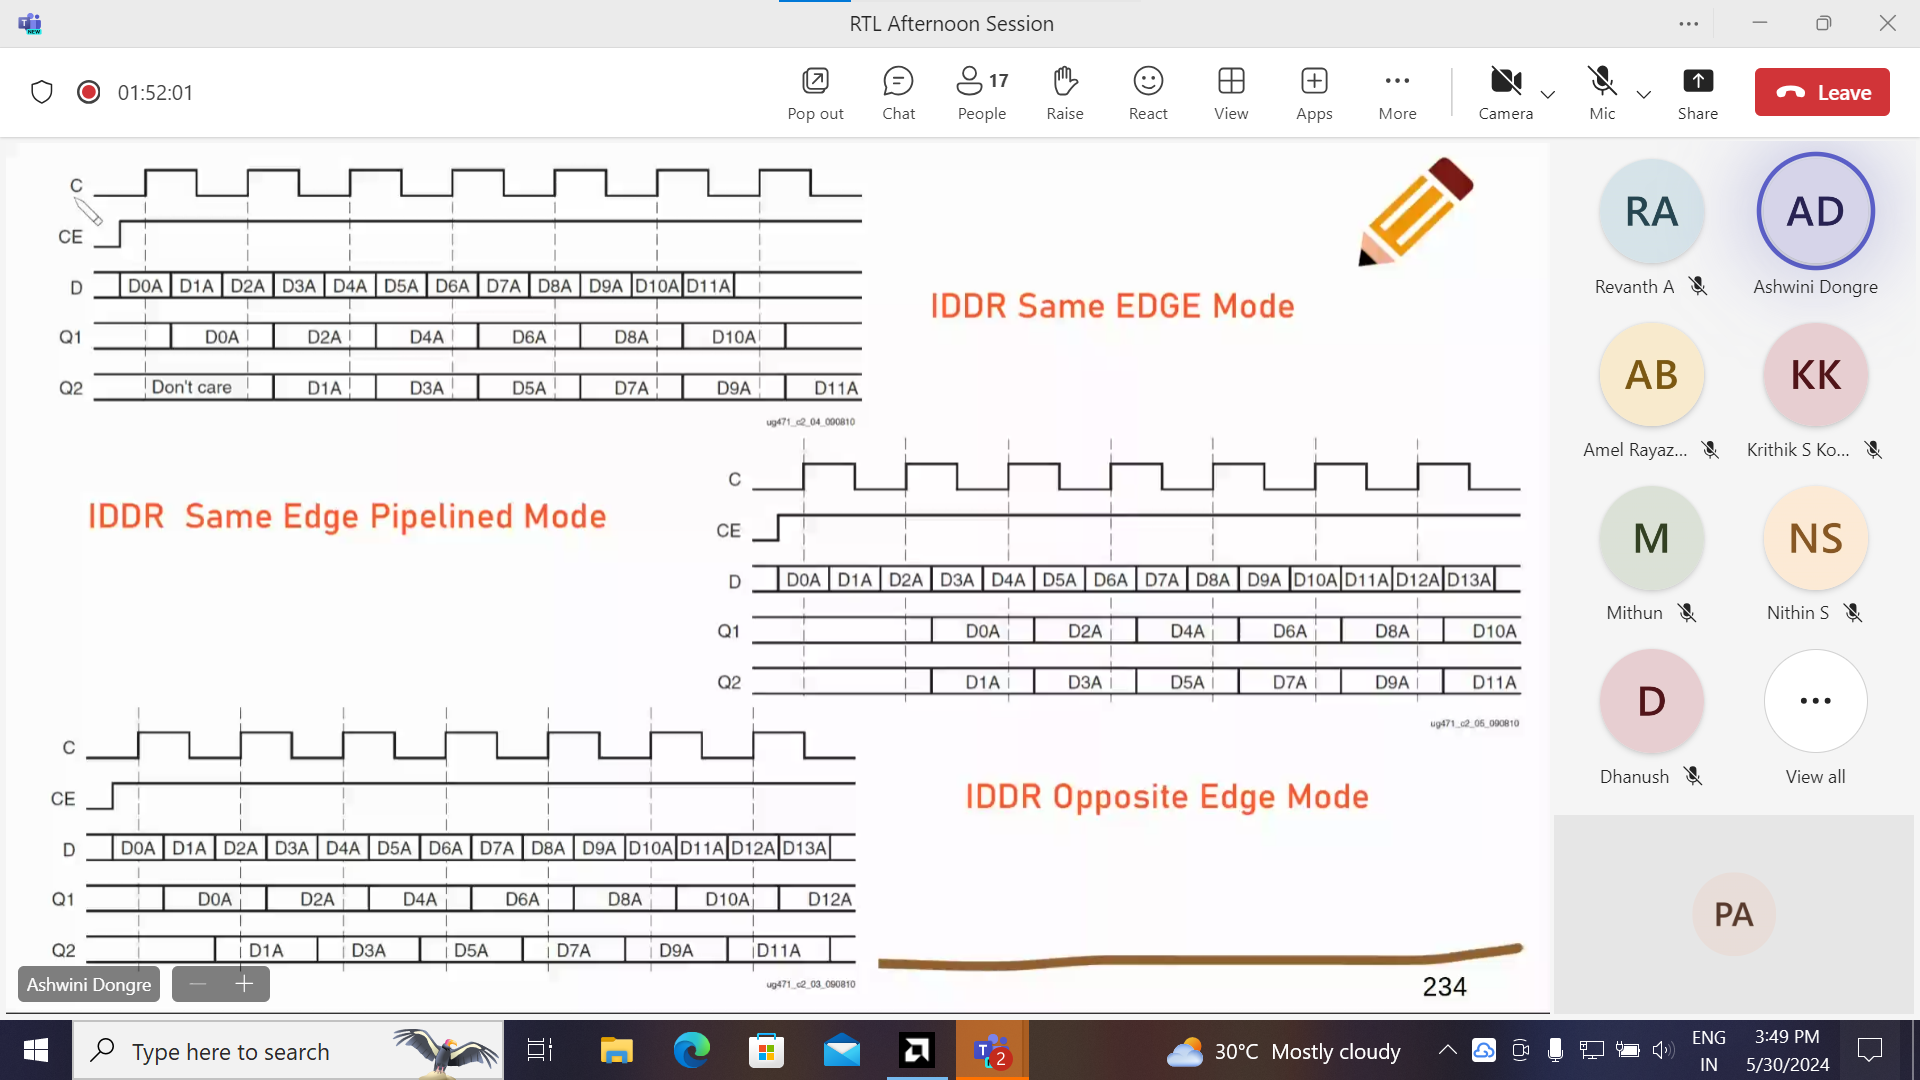 RTL Afternoon Session
01:52:01
Pop out
Chat
17
People
Raise
React
View
Apps
More
Camera
Mic
Share
Leave
C
CE
D D0A D1A D2A D3A D4A D5A D6A D7A D8A D9A D10A D11A
Q1 D0A D2A D4A D6A D8A D10A
Q2 Don't care D1A D3A D5A D7A D9A D11A
ug471_c2_04_090810
IDDR Same EDGE Mode
IDDR Same Edge Pipelined Mode
C
CE
D D0A D1A D2A D3A D4A D5A D6A D7A D8A D9A D10A D11A D12A D13A
Q1 D0A D2A D4A D6A D8A D10A
Q2 D1A D3A D5A D7A D9A D11A
ug471_c2_05_090810
C
CE
D D0A D1A D2A D3A D4A D5A D6A D7A D8A D9A D10A D11A D12A D13A
Q1 D0A D2A D4A D6A D8A D10A D12A
Q2 D1A D3A D5A D7A D9A D11A
ug471_c2_03_090810
IDDR Opposite Edge Mode
234
Ashwini Dongre
RA
Revanth A
AD
Ashwini Dongre
AB
Amel Rayaz...
KK
Krithik S Ko...
M
Mithun
NS
Nithin S
D
Dhanush
View all
PA
Type here to search
T
2
30°C Mostly cloudy
ENG
IN
3:49 PM
5/30/2024